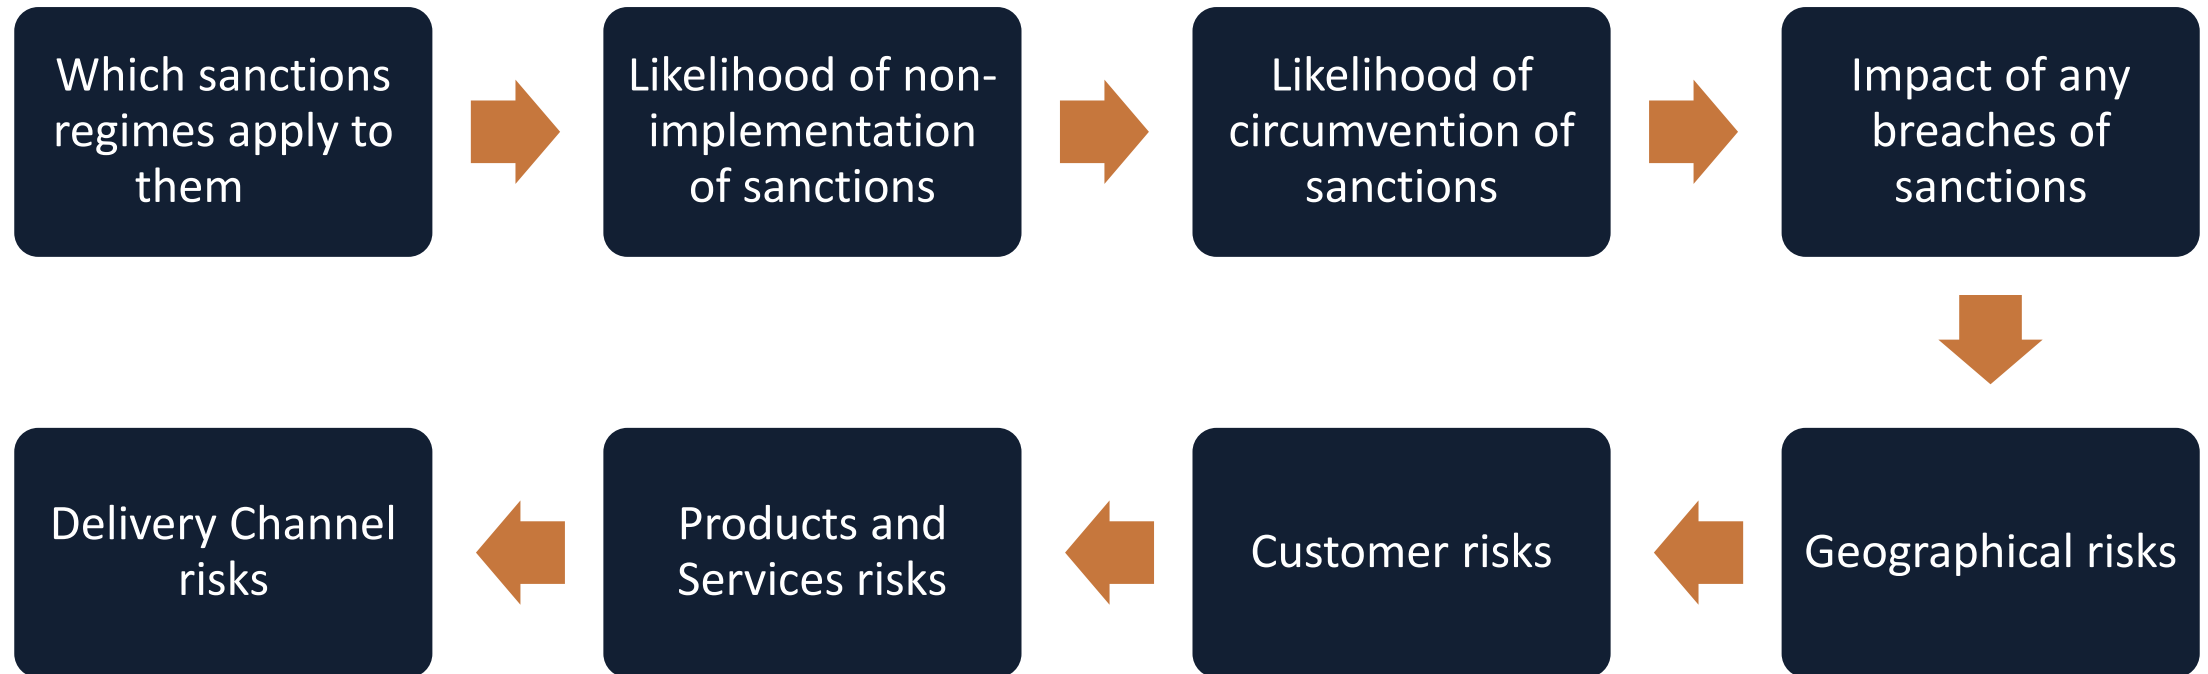 Which sanctions
regimes apply to
them
Likelihood of non-
implementation
of sanctions
Likelihood of
circumvention of
sanctions
Impact of any
breaches of
sanctions
Geographical risks
Customer risks
Products and
Services risks
Delivery Channel
risks